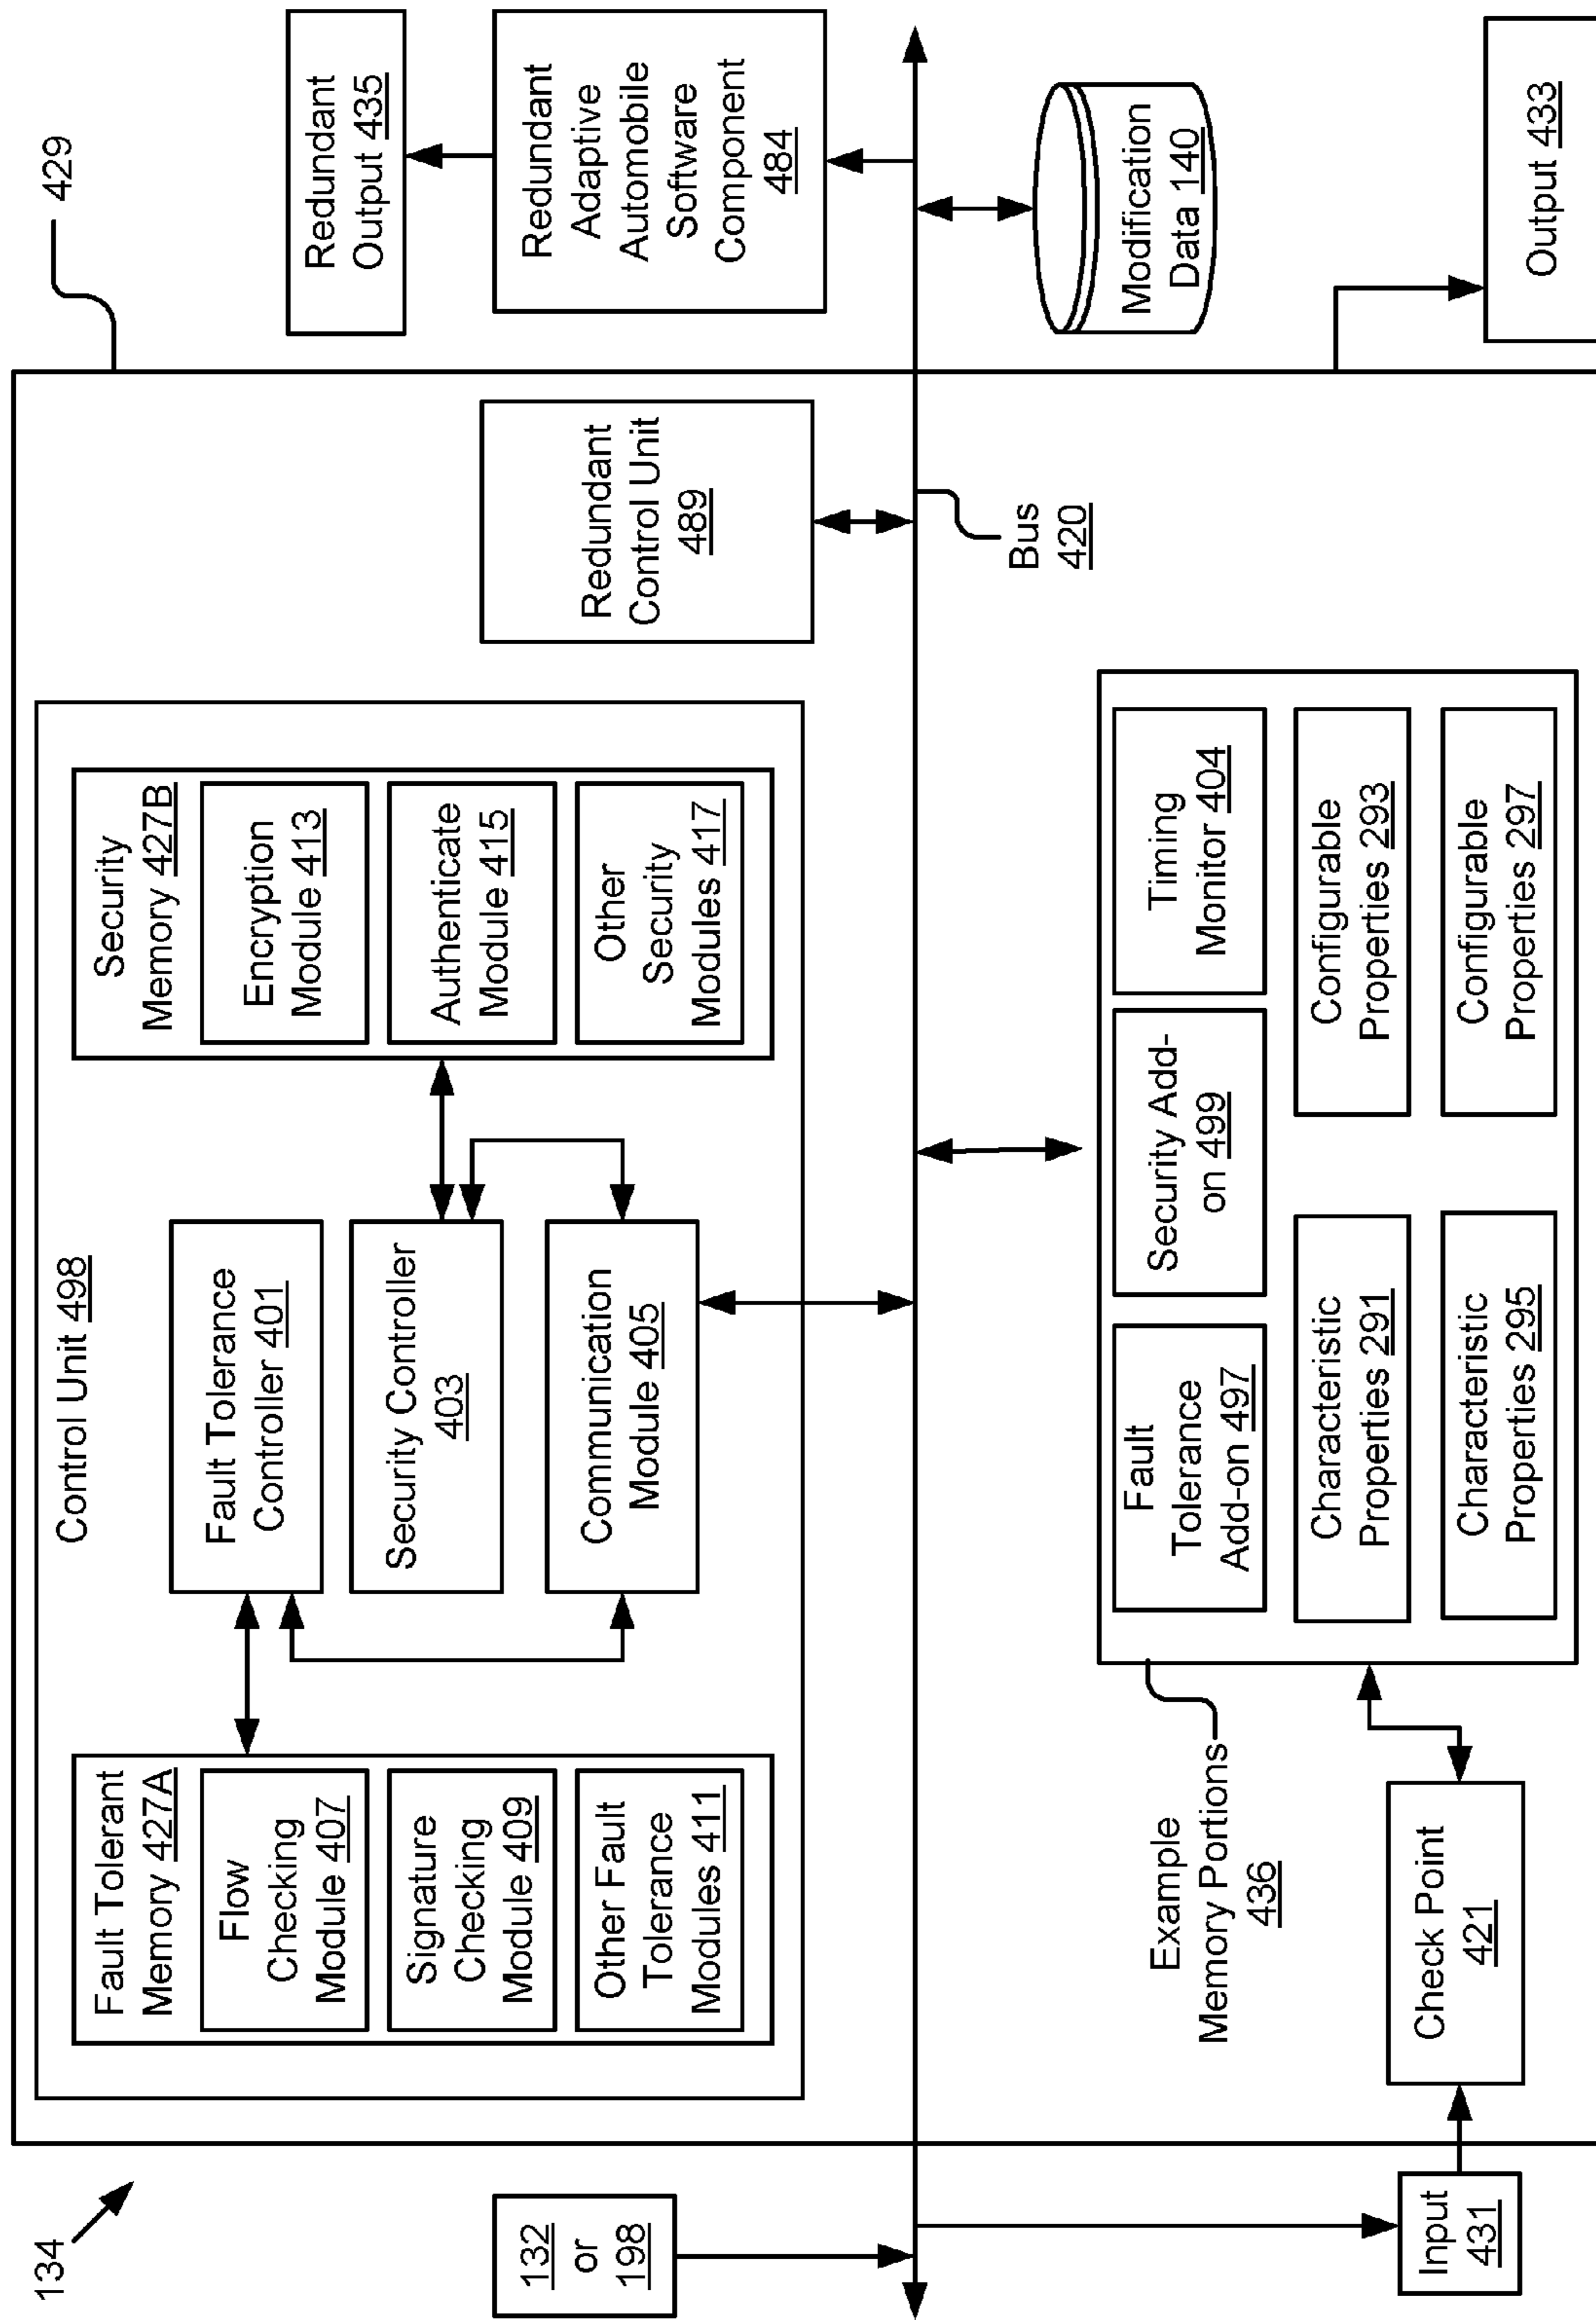 134
429
Control Unit 498
Fault Tolerant
Memory 427A
Flow
Checking
Module 407
Signature
Checking
Module 409
Other Fault
Tolerance
Modules 411
Fault Tolerance
Controller 401
Security Controller
403
Communication
Module 405
Security
Memory 427B
Encryption
Module 413
Authenticate
Module 415
Other
Security
Modules 417
Redundant
Control Unit
489
Redundant
Output 435
Redundant
Adaptive
Automobile
Software
Component
484
132
or
198
Bus
420
Modification
Data 140
Example
Memory Portions
436
Fault
Tolerance
Add-on 497
Security Add-
on 499
Timing
Monitor 404
Characteristic
Properties 291
Configurable
Properties 293
Characteristic
Properties 295
Configurable
Properties 297
Input
431
Check Point
421
Output 433